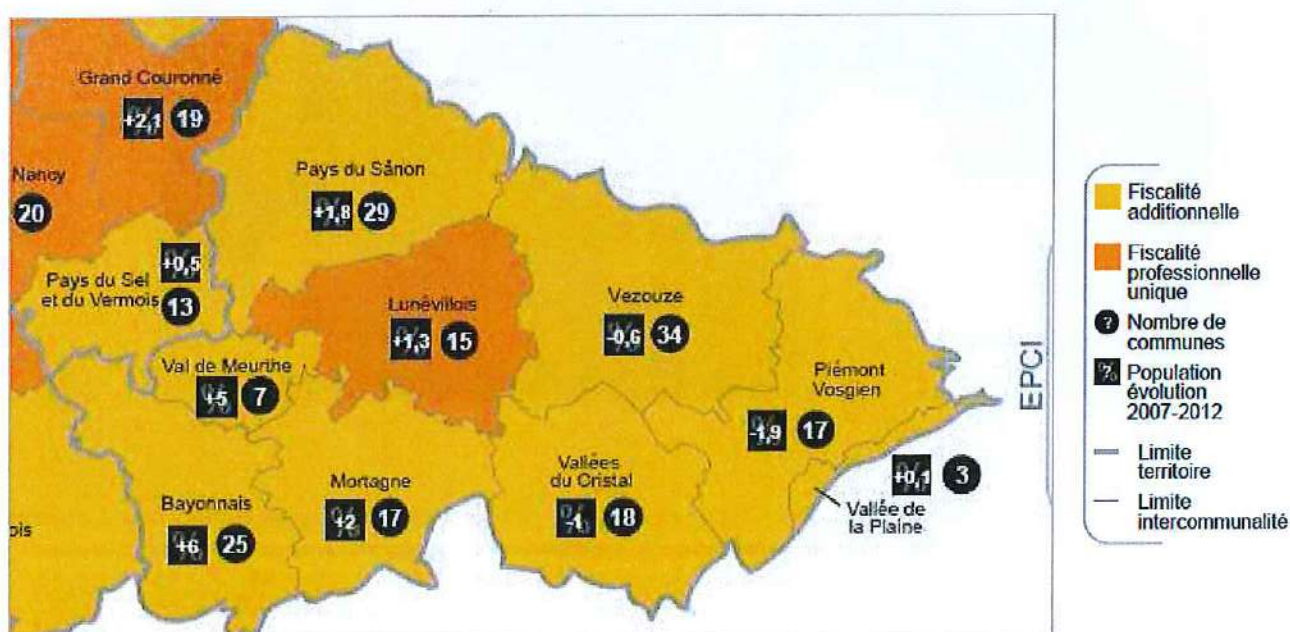 Grand Couronné
+2,1 19
Nancy
20
Pays du Sânon
+1,8 29
+0,5
Pays du Sel
et du Vermois
13
Lunévillois
+1,3 15
Vezouze
-0,6 34
Val de Meurthe
+5 7
Piémont
Vosgien
-1,9 17
Mortagne
+2 17
Vallées
du Cristal
-1 18
+0,1 3
Vallée de
la Plaine
Bayonnais
+6 25
ois
EPCI
Fiscalité
additionnelle
Fiscalité
professionnelle
unique
? Nombre de
communes
% Population
évolution
2007-2012
Limite
territoire
Limite
intercommunalité